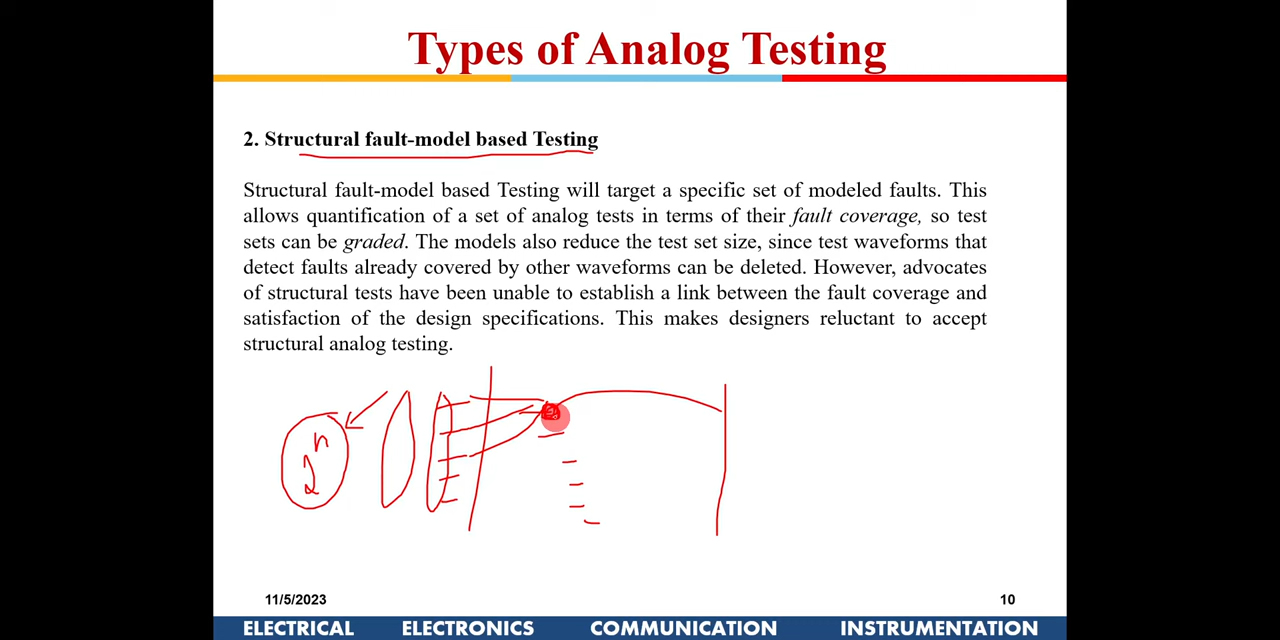 Types of Analog Testing
2. Structural fault-model based Testing
Structural fault-model based Testing will target a specific set of modeled faults. This
allows quantification of a set of analog tests in terms of their fault coverage, so test
sets can be graded. The models also reduce the test set size, since test waveforms that
detect faults already covered by other waveforms can be deleted. However, advocates
of structural tests have been unable to establish a link between the fault coverage and
satisfaction of the design specifications. This makes designers reluctant to accept
structural analog testing.
2^n
11/5/2023
10
ELECTRICAL ELECTRONICS COMMUNICATION INSTRUMENTATION